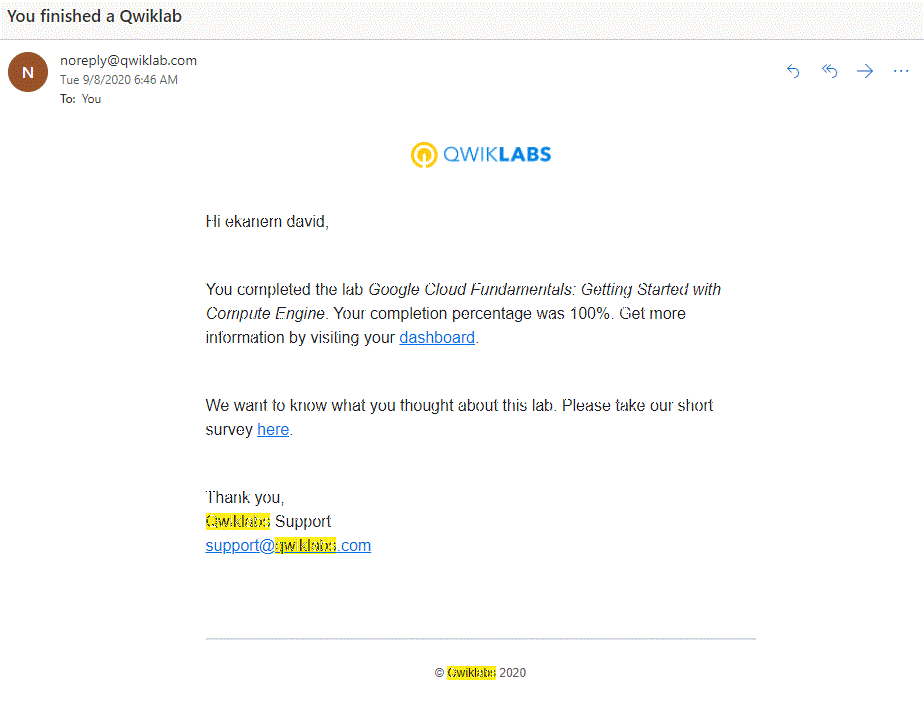 You finished a Qwiklab
N
noreply@qwiklab.com
Tue 9/8/2020 6:46 AM
To: You
QWIKLABS
Hi ekanem david,
You completed the lab Google Cloud Fundamentals: Getting Started with
Compute Engine. Your completion percentage was 100%. Get more
information by visiting your dashboard.
We want to know what you thought about this lab. Please take our short
survey here.
Thank you,
Qwiklabs Support
support@qwiklabs.com
© Qwiklabs 2020